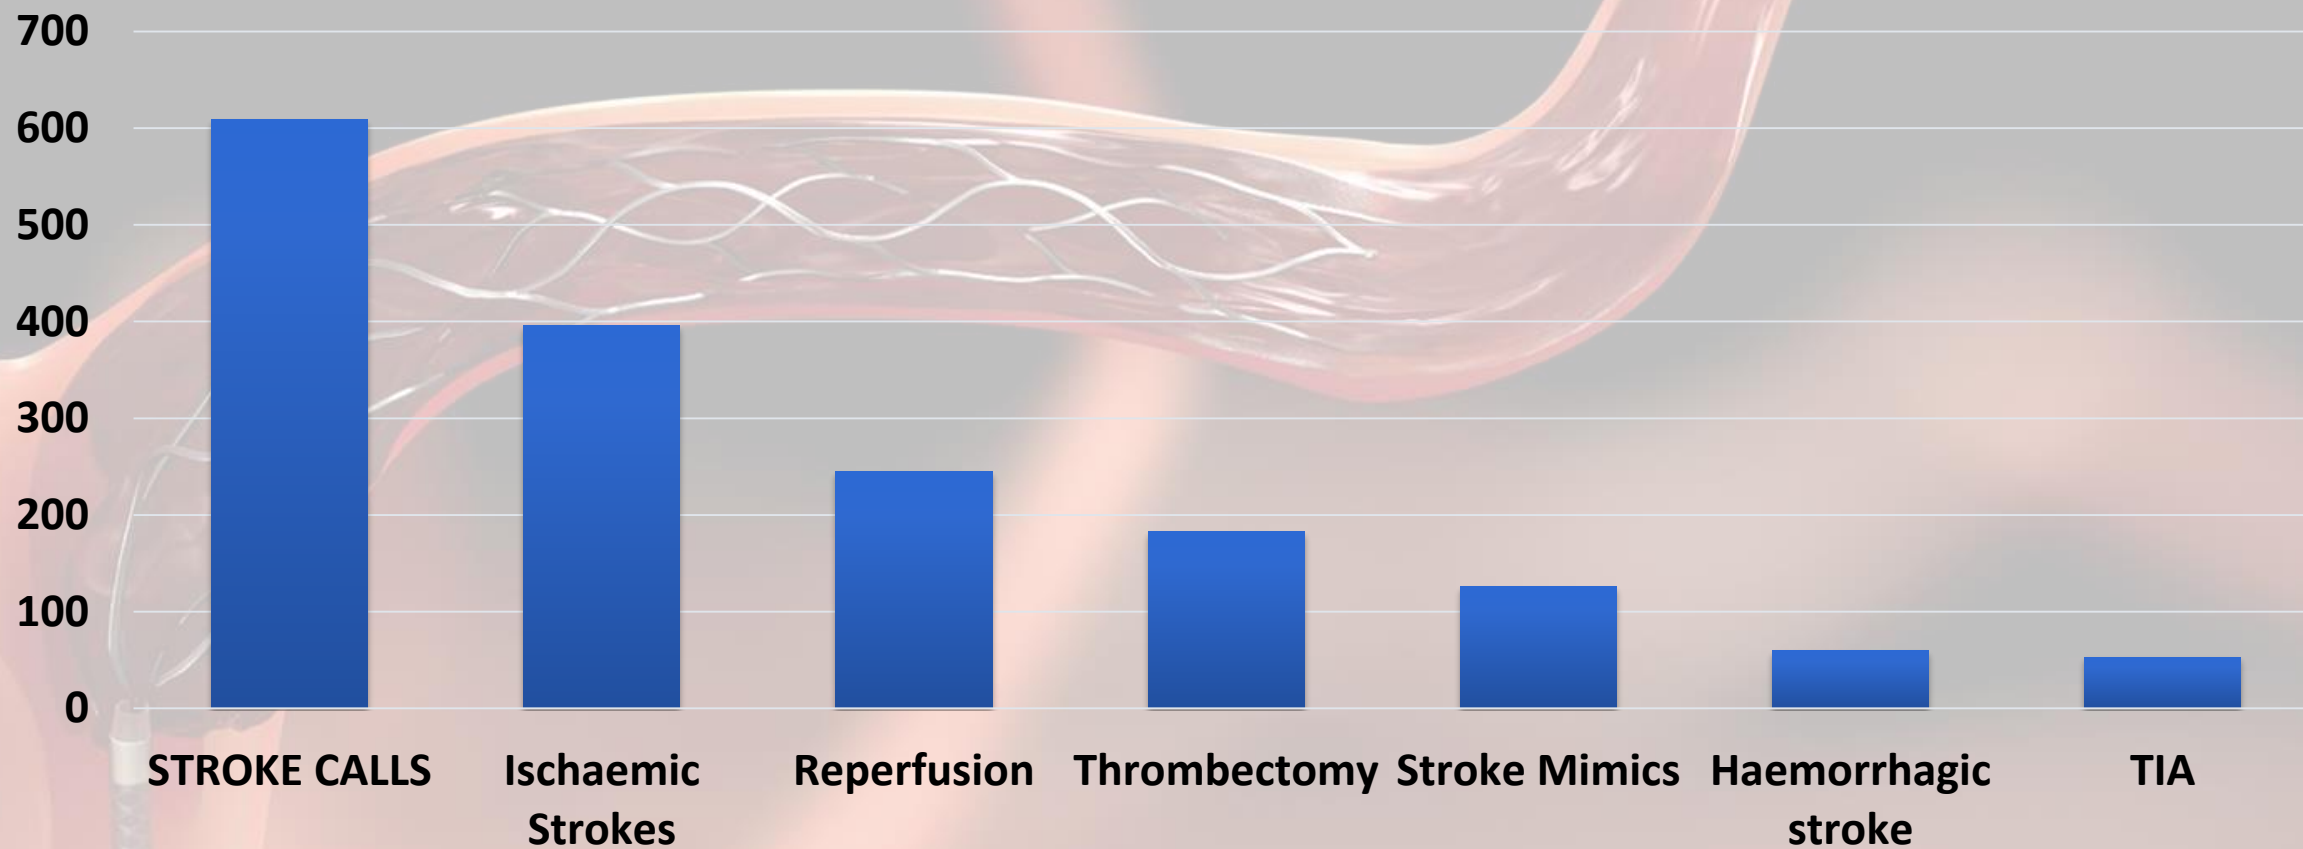 700
600
500
400
300
200
100
0
STROKE CALLS
Ischaemic
Strokes
Reperfusion
Thrombectomy
Stroke Mimics
Haemorrhagic
stroke
TIA